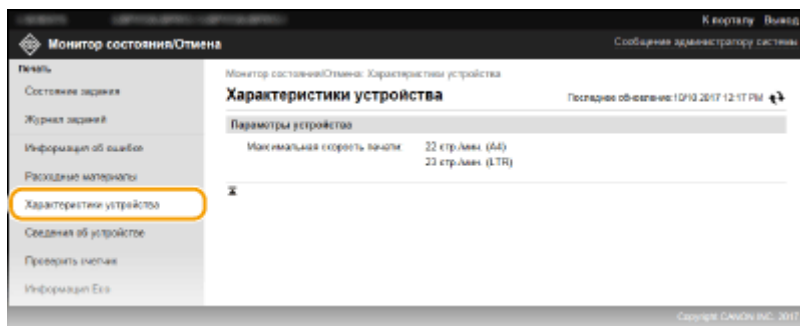 К порталу Выход
Монитор состояния/Отмена
Сообщение администратору системы
Печать
Состояние задания
Журнал заданий
Информация об ошибке
Расходные материалы
Характеристики устройства
Сведения об устройстве
Проверить счетчик
Информация Eco
Монитор состояния/Отмена: Характеристики устройства
Характеристики устройства
Последнее обновление: 10/10 2017 12:17 PM
Параметры устройства
Максимальная скорость печати: 22 стр./мин. (A4)
23 стр./мин. (LTR)
Copyright CANON INC. 2017